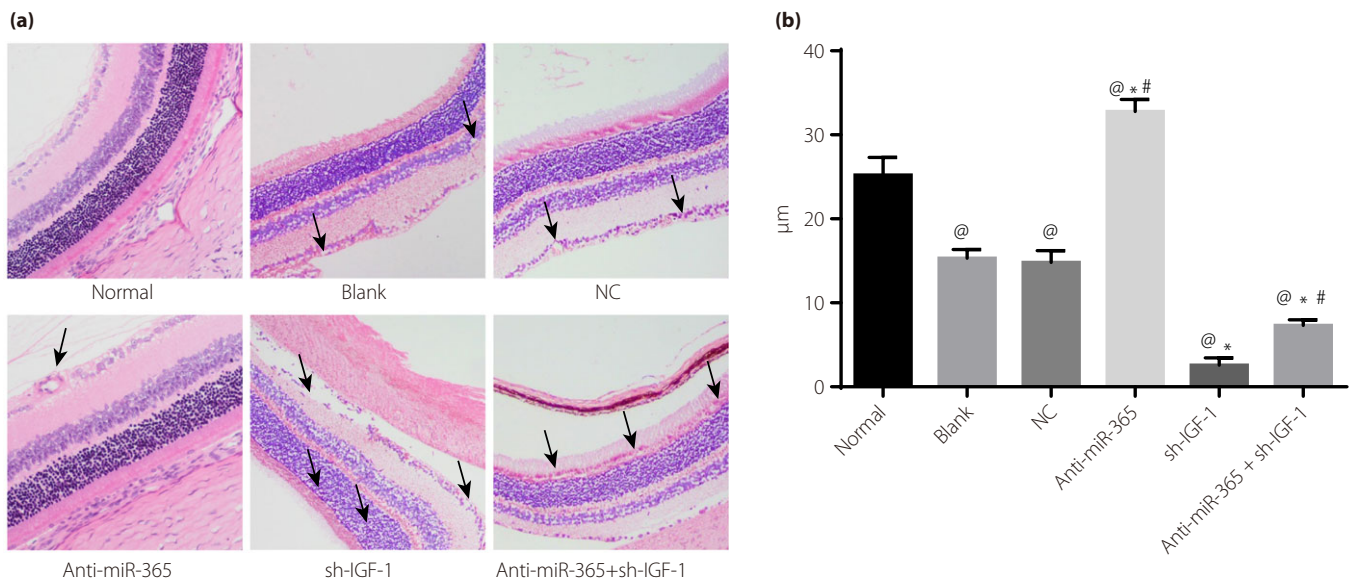 (a)
Normal
Blank
NC
Anti-miR-365
sh-IGF-1
Anti-miR-365+sh-IGF-1
(b)
µm
40
30
20
10
0
@
@
@ * #
@ *
@ * #
Normal
Blank
NC
Anti-miR-365
sh-IGF-1
Anti-miR-365 + sh-IGF-1